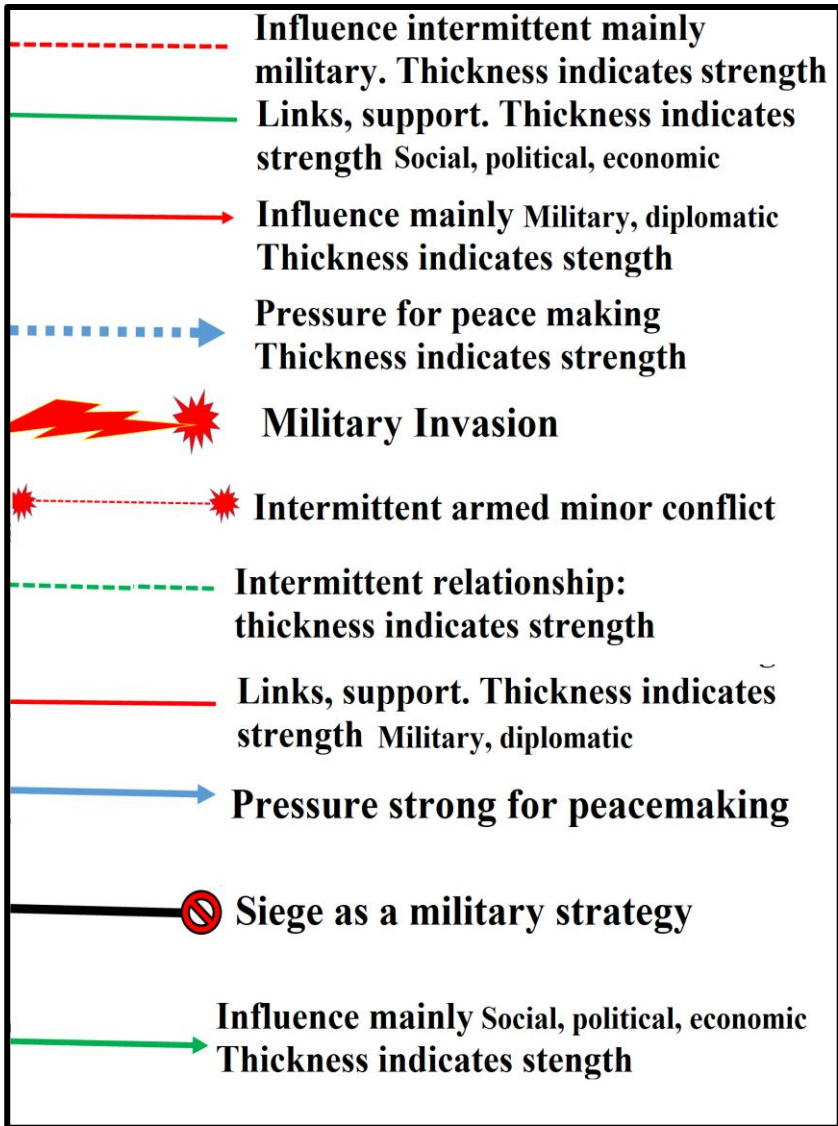 Influence intermittent mainly
military. Thickness indicates strength
Links, support. Thickness indicates
strength Social, political, economic
Influence mainly Military, diplomatic
Thickness indicates stength
Pressure for peace making
Thickness indicates strength
Military Invasion
Intermittent armed minor conflict
Intermittent relationship:
thickness indicates strength
Links, support. Thickness indicates
strength Military, diplomatic
Pressure strong for peacemaking
Siege as a military strategy
Influence mainly Social, political, economic
Thickness indicates stength